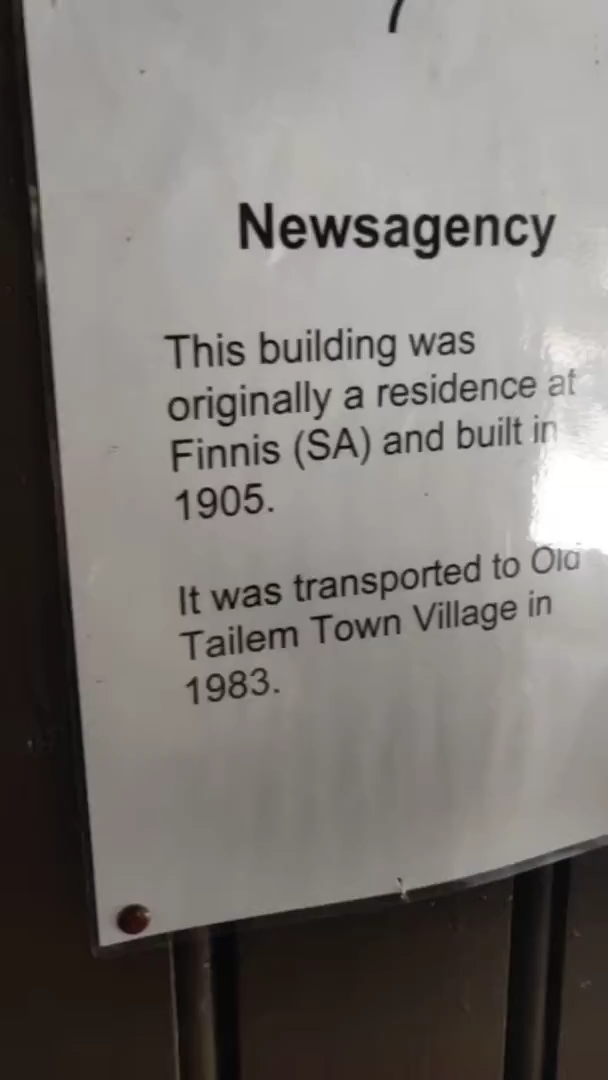 Newsagency
This building was
originally a residence at
Finnis (SA) and built in
1905.
It was transported to Old
Tailem Town Village in
1983.